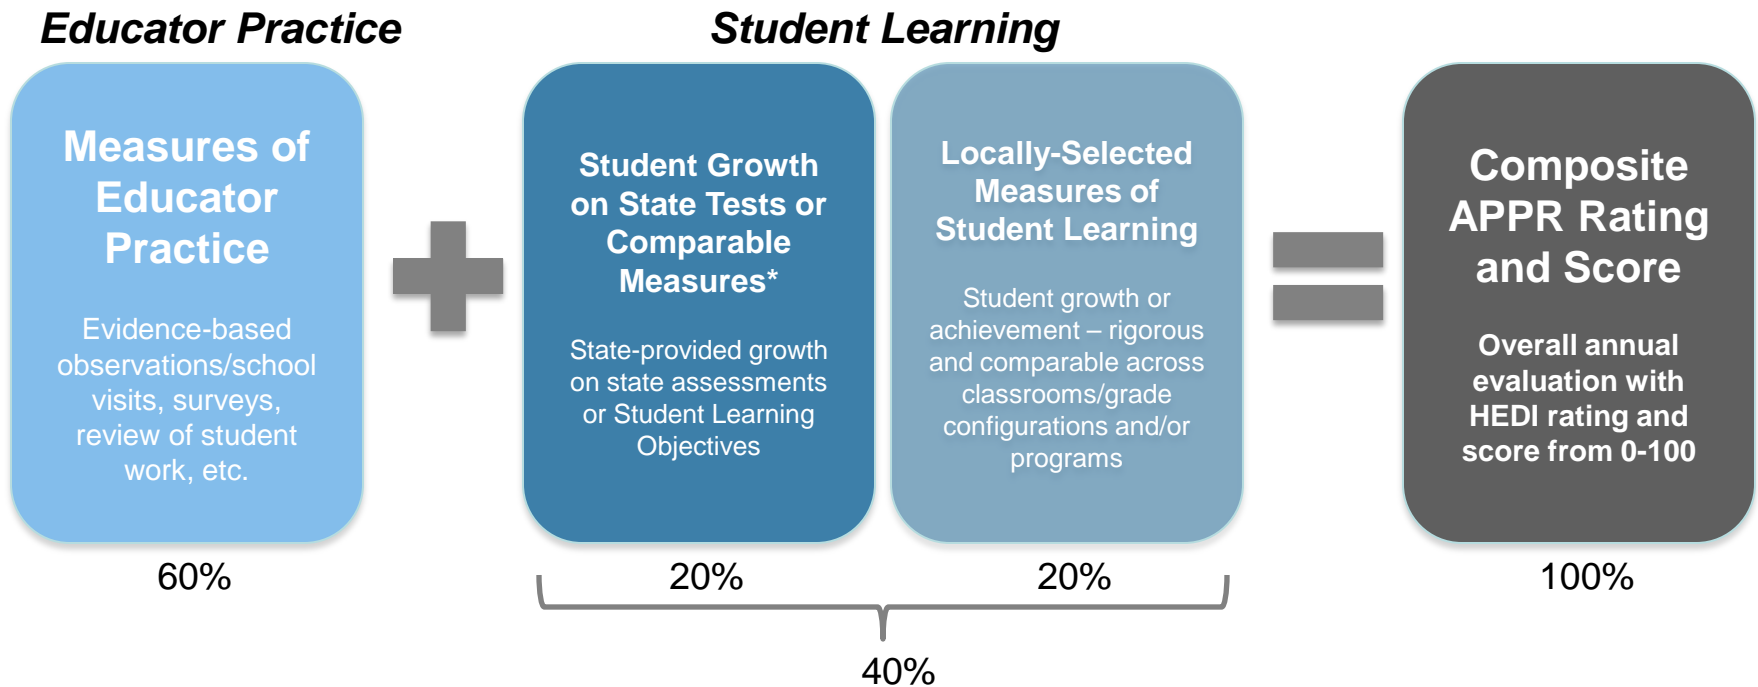 Educator Practice
Student Learning
Measures of
Educator
Practice
Evidence-based
observations/school
visits, surveys,
review of student
work, etc.
60%
Student Growth
on State Tests or
Comparable
Measures*
State-provided growth
on state assessments
or Student Learning
Objectives
20%
Locally-Selected
Measures of
Student Learning
Student growth or
achievement – rigorous
and comparable across
classrooms/grade
configurations and/or
programs
20%
40%
Composite
APPR Rating
and Score
Overall annual
evaluation with
HEDI rating and
score from 0-100
100%